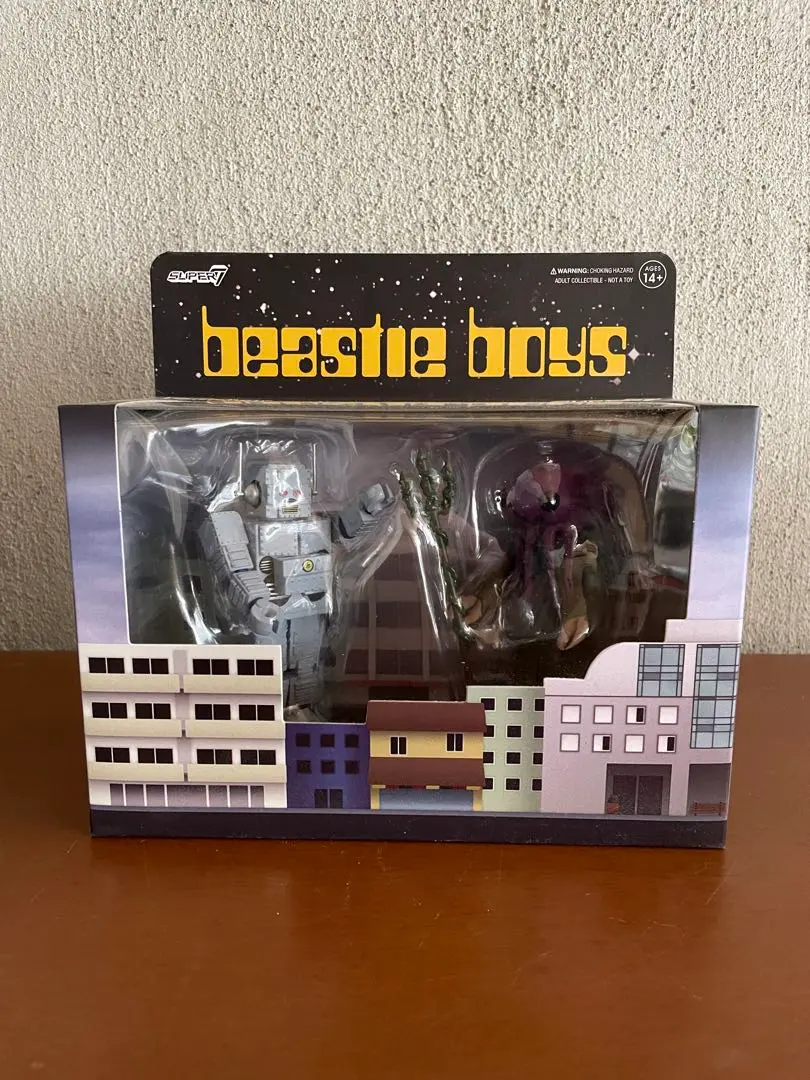 SUPER7
⚠ WARNING: CHOKING HAZARD
ADULT COLLECTIBLE - NOT A TOY
AGES
14+
beastie boys